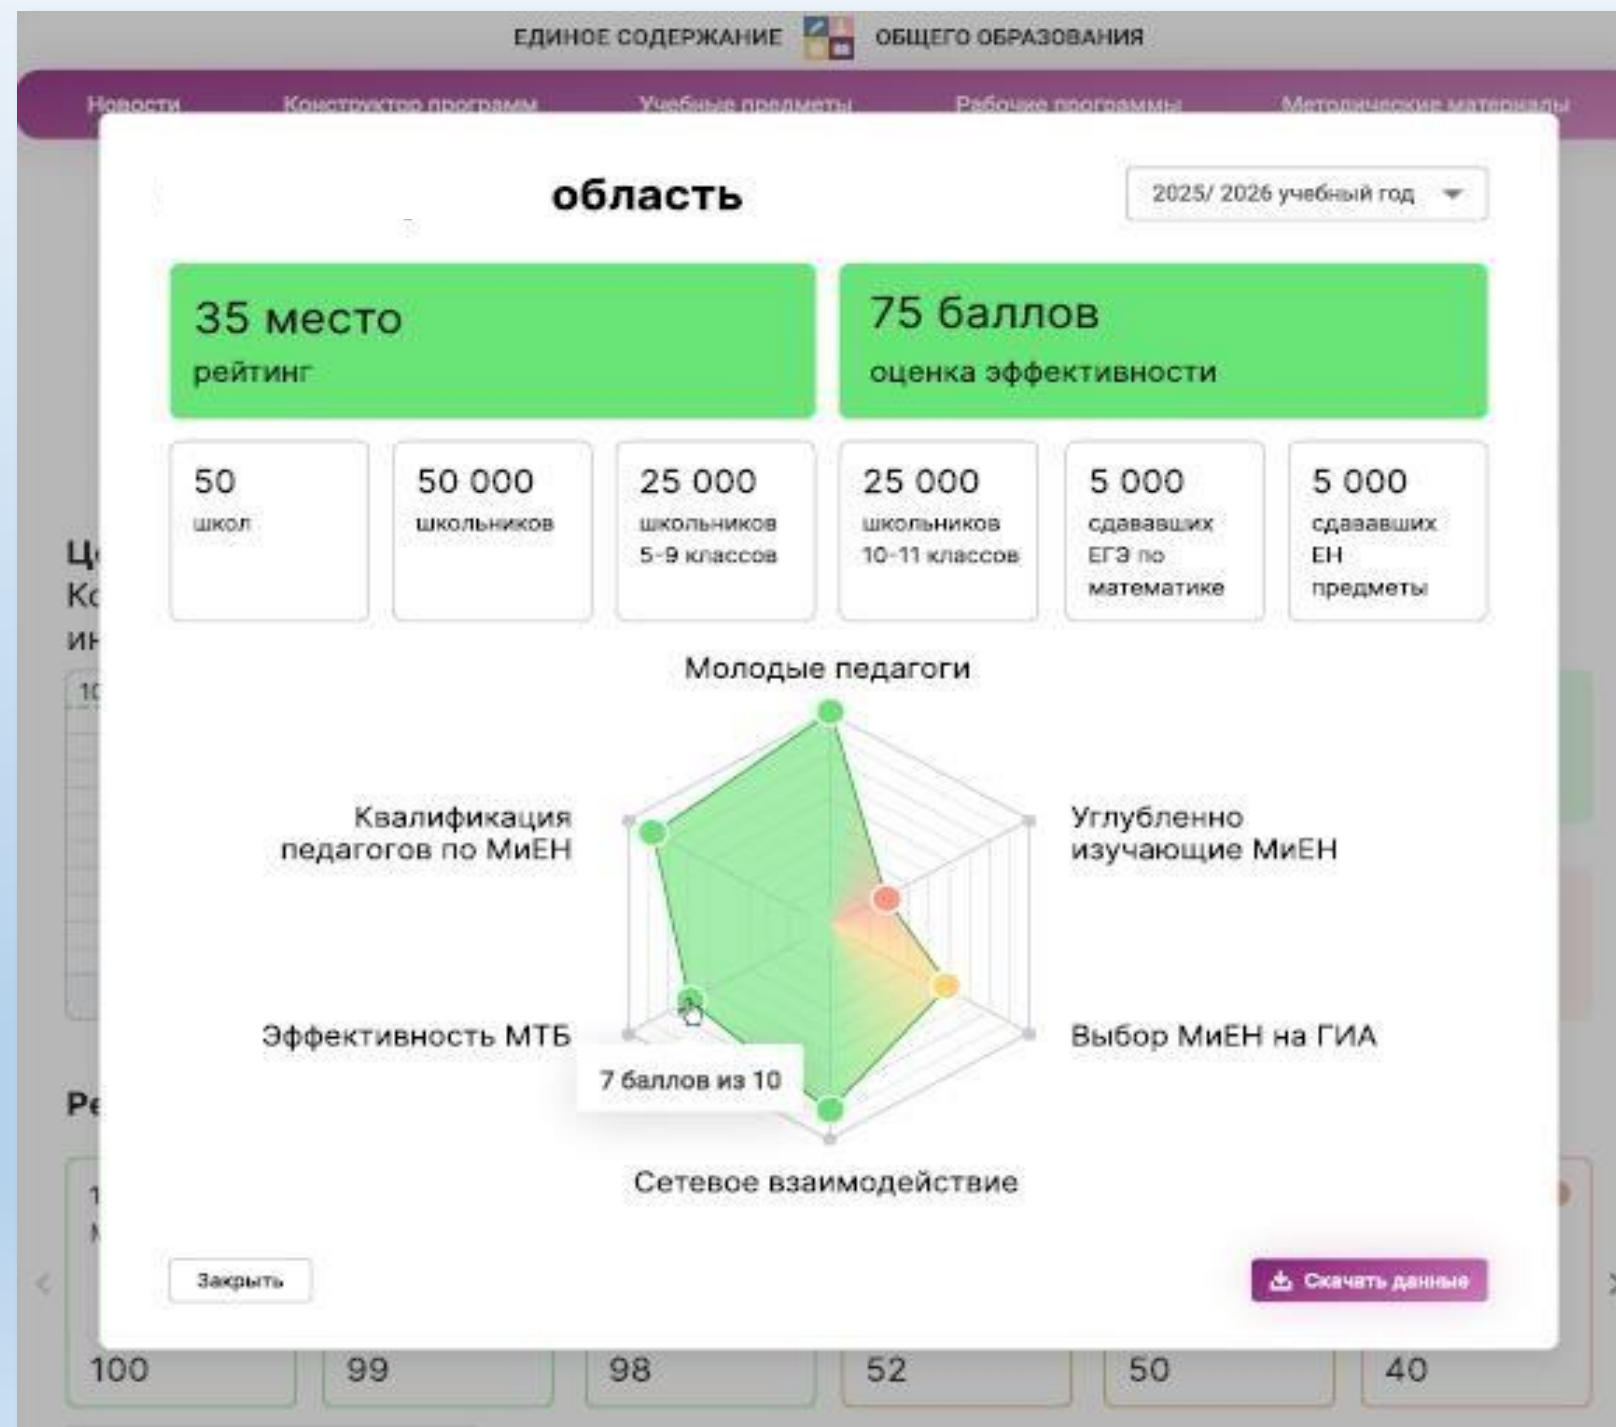 ЕДИНОЕ СОДЕРЖАНИЕ ОБЩЕГО ОБРАЗОВАНИЯ
Новости Конструктор программ Учебные предметы Рабочие программы Методические материалы
область
2025/ 2026 учебный год
35 место
рейтинг
75 баллов
оценка эффективности
50
школ
50 000
школьников
25 000
школьников
5-9 классов
25 000
школьников
10-11 классов
5 000
сдававших
ЕГЭ по
математике
5 000
сдававших
ЕН
предметы
Молодые педагоги
Квалификация
педагогов по МиЕН
Углубленно
изучающие МиЕН
Эффективность МТБ
Выбор МиЕН на ГИА
7 баллов из 10
Сетевое взаимодействие
Закрыть
Скачать данные
100 99 98 52 50 40